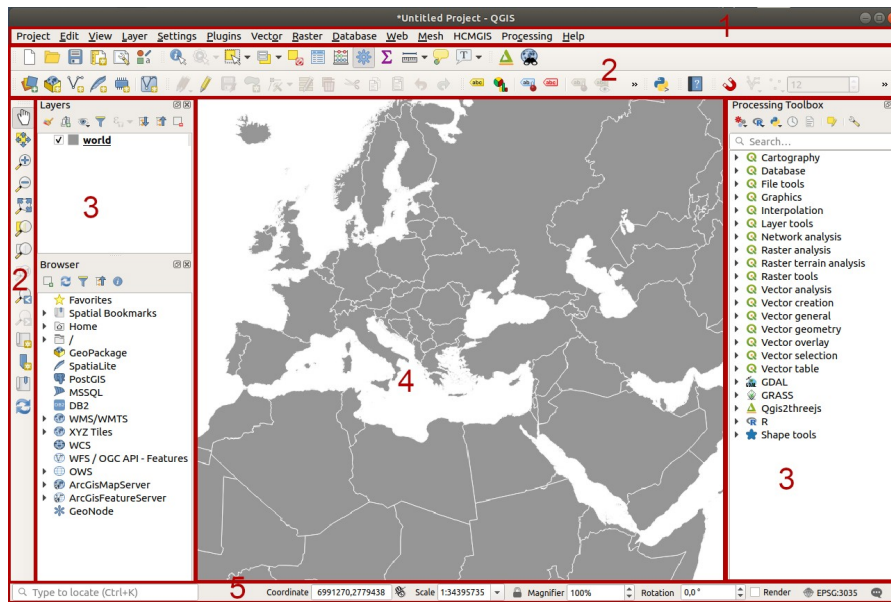 *Untitled Project - QGIS
Project Edit View Layer Settings Plugins Vector Raster Database Web Mesh HCMGIS Processing Help
1
2
abc
abc
abc
»
12
»
Layers
world
3
2
Browser
Favorites
Spatial Bookmarks
Home
/
GeoPackage
SpatiaLite
PostGIS
MSSQL
DB2
WMS/WMTS
XYZ Tiles
WCS
WFS / OGC API - Features
OWS
ArcGisMapServer
ArcGisFeatureServer
GeoNode
4
Processing Toolbox
Search...
Cartography
Database
File tools
Graphics
Interpolation
Layer tools
Network analysis
Raster analysis
Raster terrain analysis
Raster tools
Vector analysis
Vector creation
Vector general
Vector geometry
Vector overlay
Vector selection
Vector table
GDAL
GRASS
Qgis2threejs
R
Shape tools
3
Type to locate (Ctrl+K) 5 Coordinate 6991270,2779438 Scale 1:34395735 Magnifier 100% Rotation 0,0 ° Render EPSG:3035